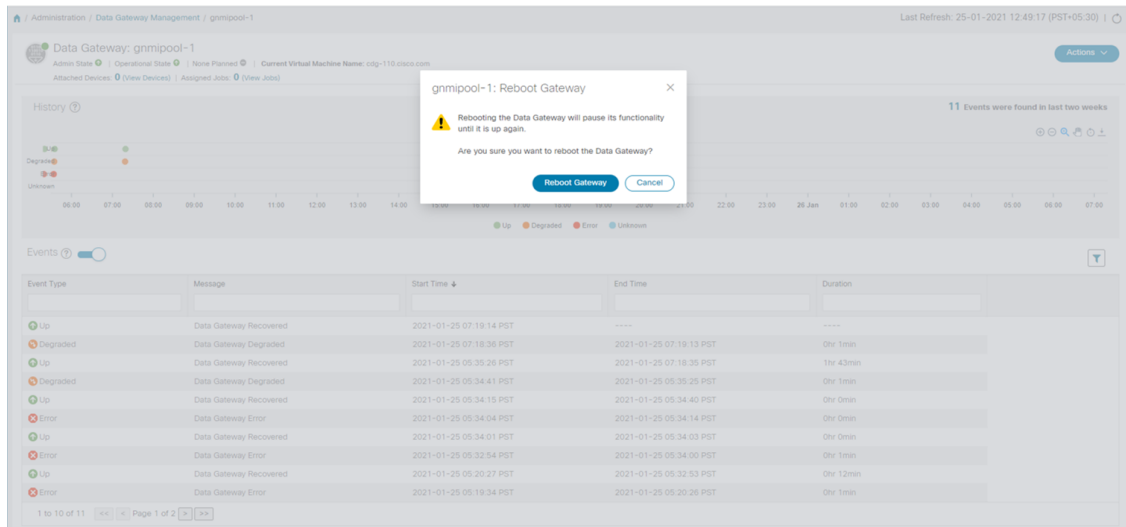 / Administration / Data Gateway Management / gnmipool-1
Last Refresh: 25-01-2021 12:49:17 (PST+05:30) |
Data Gateway: gnmipool-1
Actions
Admin State | Operational State | None Planned | Current Virtual Machine Name: cdg-110.cisco.com
Attached Devices: 0 (View Devices) | Assigned Jobs: 0 (View Jobs)
gnmipool-1: Reboot Gateway
Rebooting the Data Gateway will pause its functionality
until it is up again.
Are you sure you want to reboot the Data Gateway?
Reboot Gateway Cancel
History
11 Events were found in last two weeks
Up
Degraded
Unknown
06:00 07:00 08:00 09:00 10:00 11:00 12:00 13:00 14:00 15:00 16:00 17:00 18:00 19:00 20:00 21:00 22:00 23:00 26 Jan 01:00 02:00 03:00 04:00 05:00 06:00 07:00
Up Degraded Error Unknown
Events
Event Type Message Start Time End Time Duration
Up Data Gateway Recovered 2021-01-25 07:19:14 PST ---- ----
Degraded Data Gateway Degraded 2021-01-25 07:18:36 PST 2021-01-25 07:19:13 PST 0hr 1min
Up Data Gateway Recovered 2021-01-25 05:35:26 PST 2021-01-25 07:18:35 PST 1hr 43min
Degraded Data Gateway Degraded 2021-01-25 05:34:41 PST 2021-01-25 05:35:25 PST 0hr 1min
Up Data Gateway Recovered 2021-01-25 05:34:15 PST 2021-01-25 05:34:40 PST 0hr 0min
Error Data Gateway Error 2021-01-25 05:34:04 PST 2021-01-25 05:34:14 PST 0hr 0min
Up Data Gateway Recovered 2021-01-25 05:34:01 PST 2021-01-25 05:34:03 PST 0hr 0min
Error Data Gateway Error 2021-01-25 05:32:54 PST 2021-01-25 05:34:00 PST 0hr 1min
Up Data Gateway Recovered 2021-01-25 05:20:27 PST 2021-01-25 05:32:53 PST 0hr 12min
Error Data Gateway Error 2021-01-25 05:19:34 PST 2021-01-25 05:20:26 PST 0hr 1min
1 to 10 of 11 << < Page 1 of 2 > >>